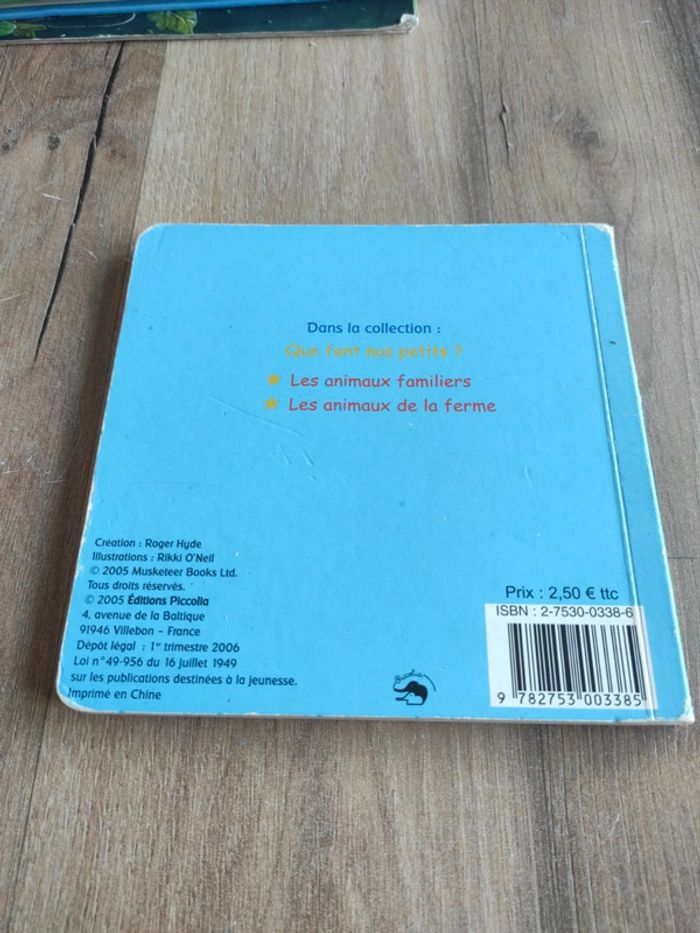 Dans la collection :
Que font nos petits ?
Les animaux familiers
Les animaux de la ferme
Création : Roger Hyde
Illustrations : Rikki O'Neil
© 2005 Musketeer Books Ltd.
Tous droits réservés.
© 2005 Éditions Piccolia
4, avenue de la Baltique
91946 Villebon – France
Dépôt légal : 1er trimestre 2006
Loi n°49-956 du 16 juillet 1949
sur les publications destinées à la jeunesse.
Imprimé en Chine
Piccolia
Prix : 2,50 € ttc
ISBN : 2-7530-0338-6
9 782753 003385